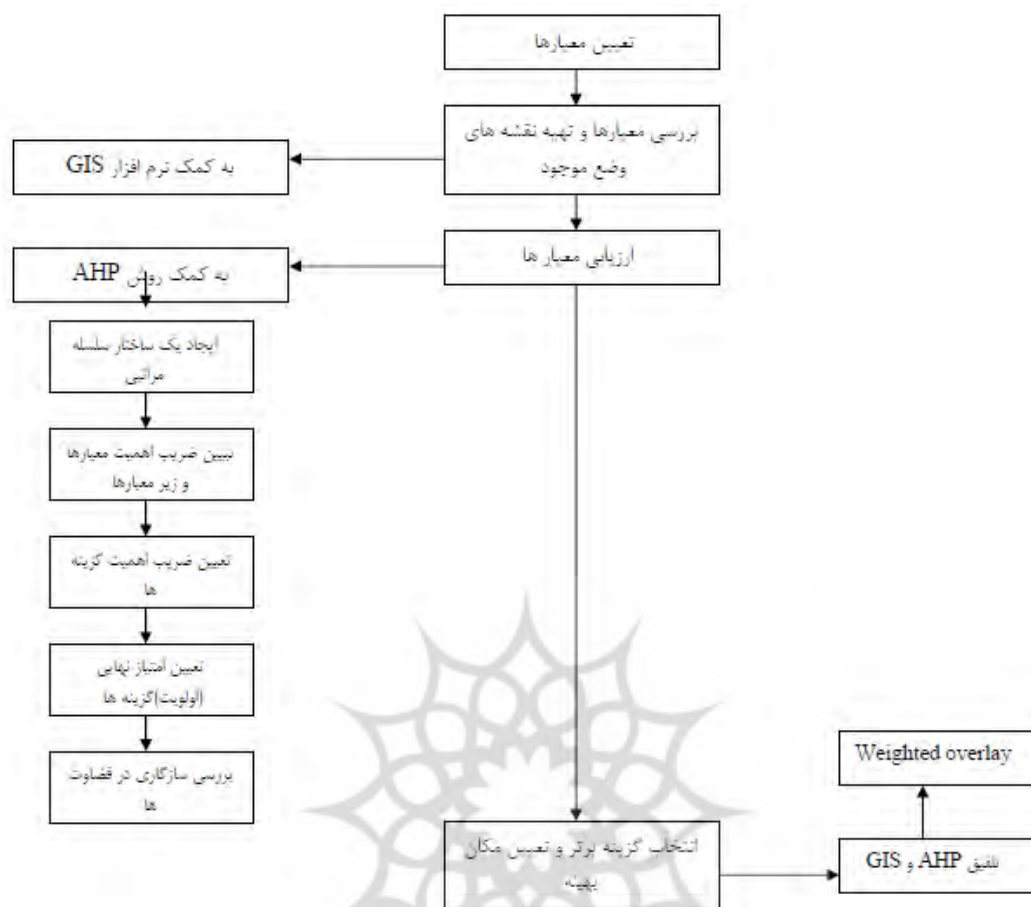 تعیین معیارها
بررسی معیارها و تهیه نقشه های
وضع موجود
به کمک نرم افزار GIS
ارزیابی معیار ها
به کمک روش AHP
ایجاد یک ساختار سلسله
مراتبی
تبیین ضریب اهمیت معیارها
و زیر معیارها
تعیین ضریب اهمیت گزینه
ها
تعیین امتیاز نهایی
(اولویت)گزینه ها
بررسی سازگاری در قضاوت
ها
انتخاب گزینه برتر و تعیین مکان
بهینه
تلفیق AHP و GIS
Weighted overlay